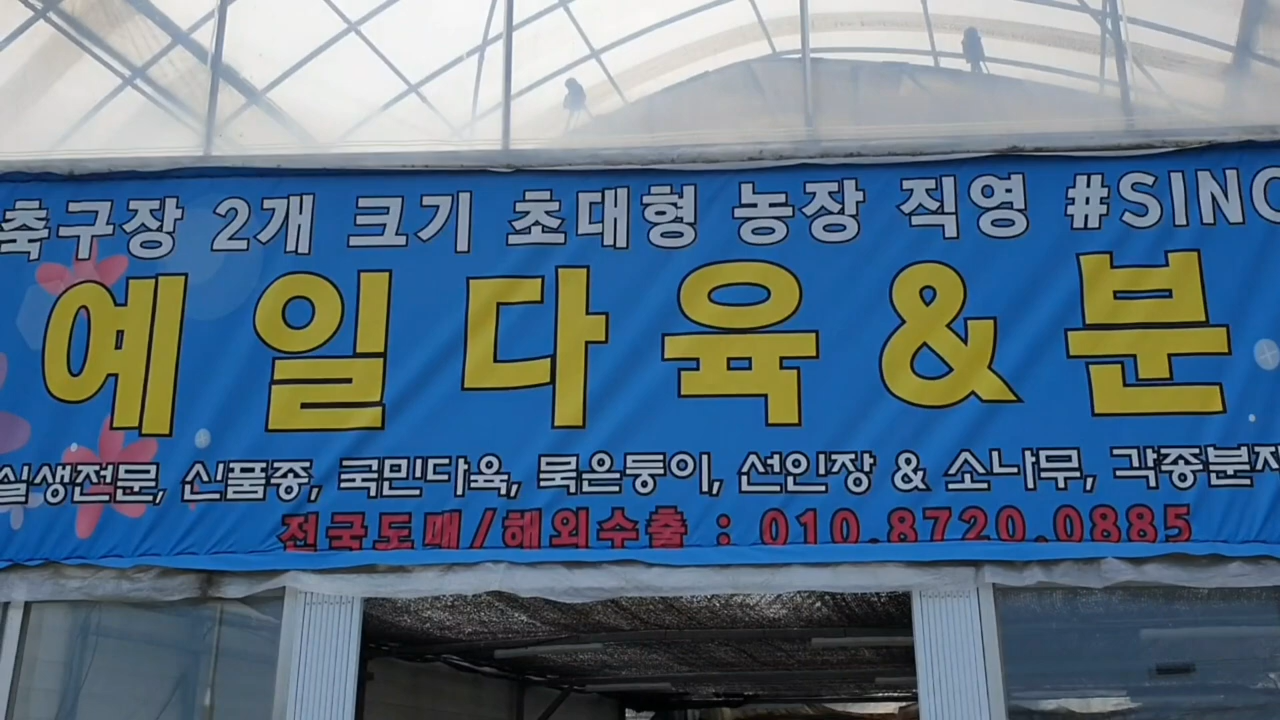 축구장 2개 크기 초대형 농장 직영 #SINC
예일다육&분
실생전문, 신품종, 국민다육, 묵은둥이, 선인장 & 소나무, 각종분자
전국도매/해외수출 : 010.8720.0885